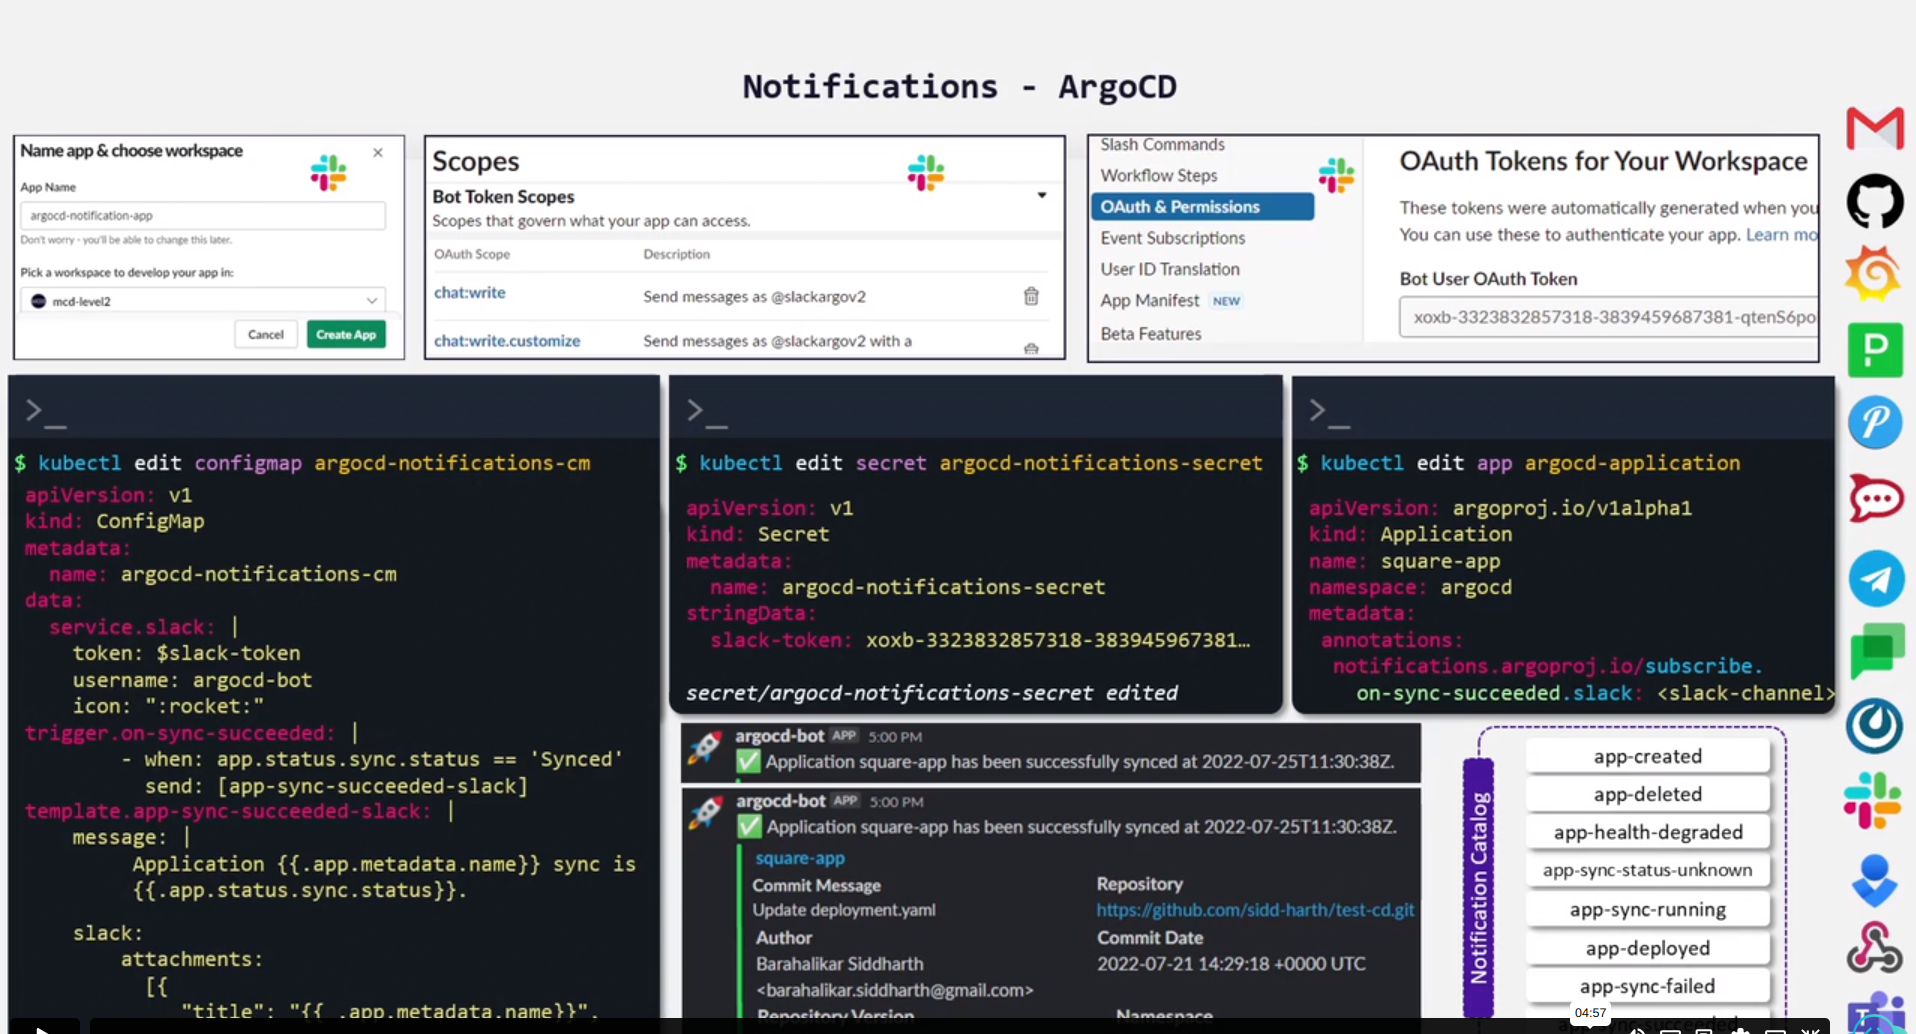 Notifications - ArgoCD
Name app & choose workspace
App Name
argocd-notification-app
Don't worry - you'll be able to change this later.
Pick a workspace to develop your app in:
mcd-level2
Cancel
Create App
Scopes
Bot Token Scopes
Scopes that govern what your app can access.
OAuth Scope Description
chat:write Send messages as @slackargov2
chat:write.customize Send messages as @slackargov2 with a
Slash Commands
Workflow Steps
OAuth & Permissions
Event Subscriptions
User ID Translation
App Manifest NEW
Beta Features
OAuth Tokens for Your Workspace
These tokens were automatically generated when you
You can use these to authenticate your app. Learn mo
Bot User OAuth Token
xoxb-3323832857318-3839459687381-qtenS6po
>_
$ kubectl edit configmap argocd-notifications-cm
apiVersion: v1
kind: ConfigMap
metadata:
name: argocd-notifications-cm
data:
service.slack: |
token: $slack-token
username: argocd-bot
icon: ":rocket:"
trigger.on-sync-succeeded: |
- when: app.status.sync.status == 'Synced'
send: [app-sync-succeeded-slack]
template.app-sync-succeeded-slack: |
message: |
Application {{.app.metadata.name}} sync is
{{.app.status.sync.status}}.
slack:
attachments:
[{
"title": "{{ .app.metadata.name}}",
>_
$ kubectl edit secret argocd-notifications-secret
apiVersion: v1
kind: Secret
metadata:
name: argocd-notifications-secret
stringData:
slack-token: xoxb-3323832857318-383945967381…
secret/argocd-notifications-secret edited
>_
$ kubectl edit app argocd-application
apiVersion: argoproj.io/v1alpha1
kind: Application
name: square-app
namespace: argocd
metadata:
annotations:
notifications.argoproj.io/subscribe.
on-sync-succeeded.slack: <slack-channel>
argocd-bot APP 5:00 PM
Application square-app has been successfully synced at 2022-07-25T11:30:38Z.
argocd-bot APP 5:00 PM
Application square-app has been successfully synced at 2022-07-25T11:30:38Z.
square-app
Commit Message
Update deployment.yaml
Repository
https://github.com/sidd-harth/test-cd.git
Author
Barahalikar Siddharth
<barahalikar.siddharth@gmail.com>
Commit Date
2022-07-21 14:29:18 +0000 UTC
Repository Version
Namespace
Notification Catalog
app-created
app-deleted
app-health-degraded
app-sync-status-unknown
app-sync-running
app-deployed
app-sync-failed
04:57
P